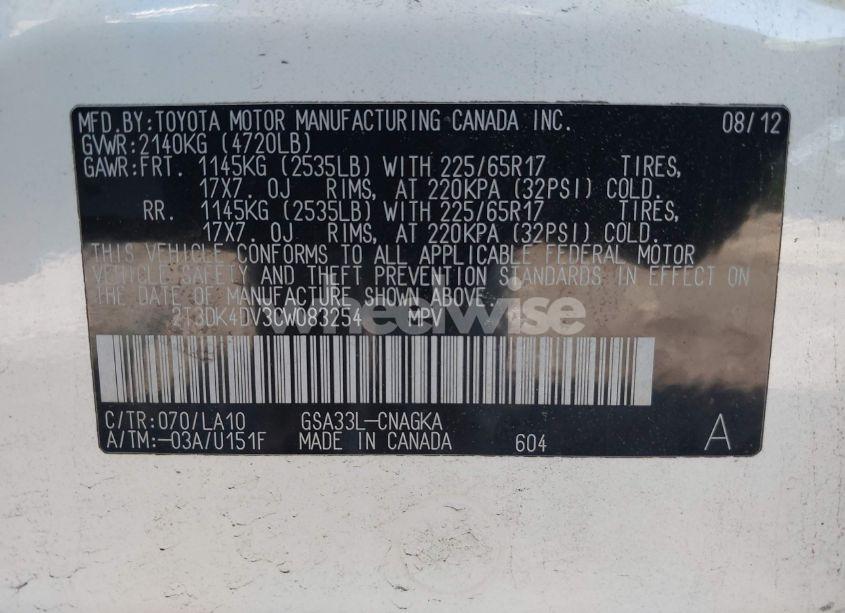 MFD.BY:TOYOTA MOTOR MANUFACTURING CANADA INC. 08/12
GVWR:2140KG (4720LB)
GAWR:FRT. 1145KG (2535LB) WITH 225/65R17 TIRES,
17X7.0J RIMS, AT 220KPA (32PSI) COLD.
RR. 1145KG (2535LB) WITH 225/65R17 TIRES,
17X7.0J RIMS, AT 220KPA (32PSI) COLD.
THIS VEHICLE CONFORMS TO ALL APPLICABLE FEDERAL MOTOR
VEHICLE SAFETY AND THEFT PREVENTION STANDARDS IN EFFECT ON
THE DATE OF MANUFACTURE SHOWN ABOVE.
wheelwise
2T3DK4DV3CW083254 MPV
C/TR:070/LA10 GSA33L-CNAGKA
A/TM:-03A/U151F MADE IN CANADA 604 A